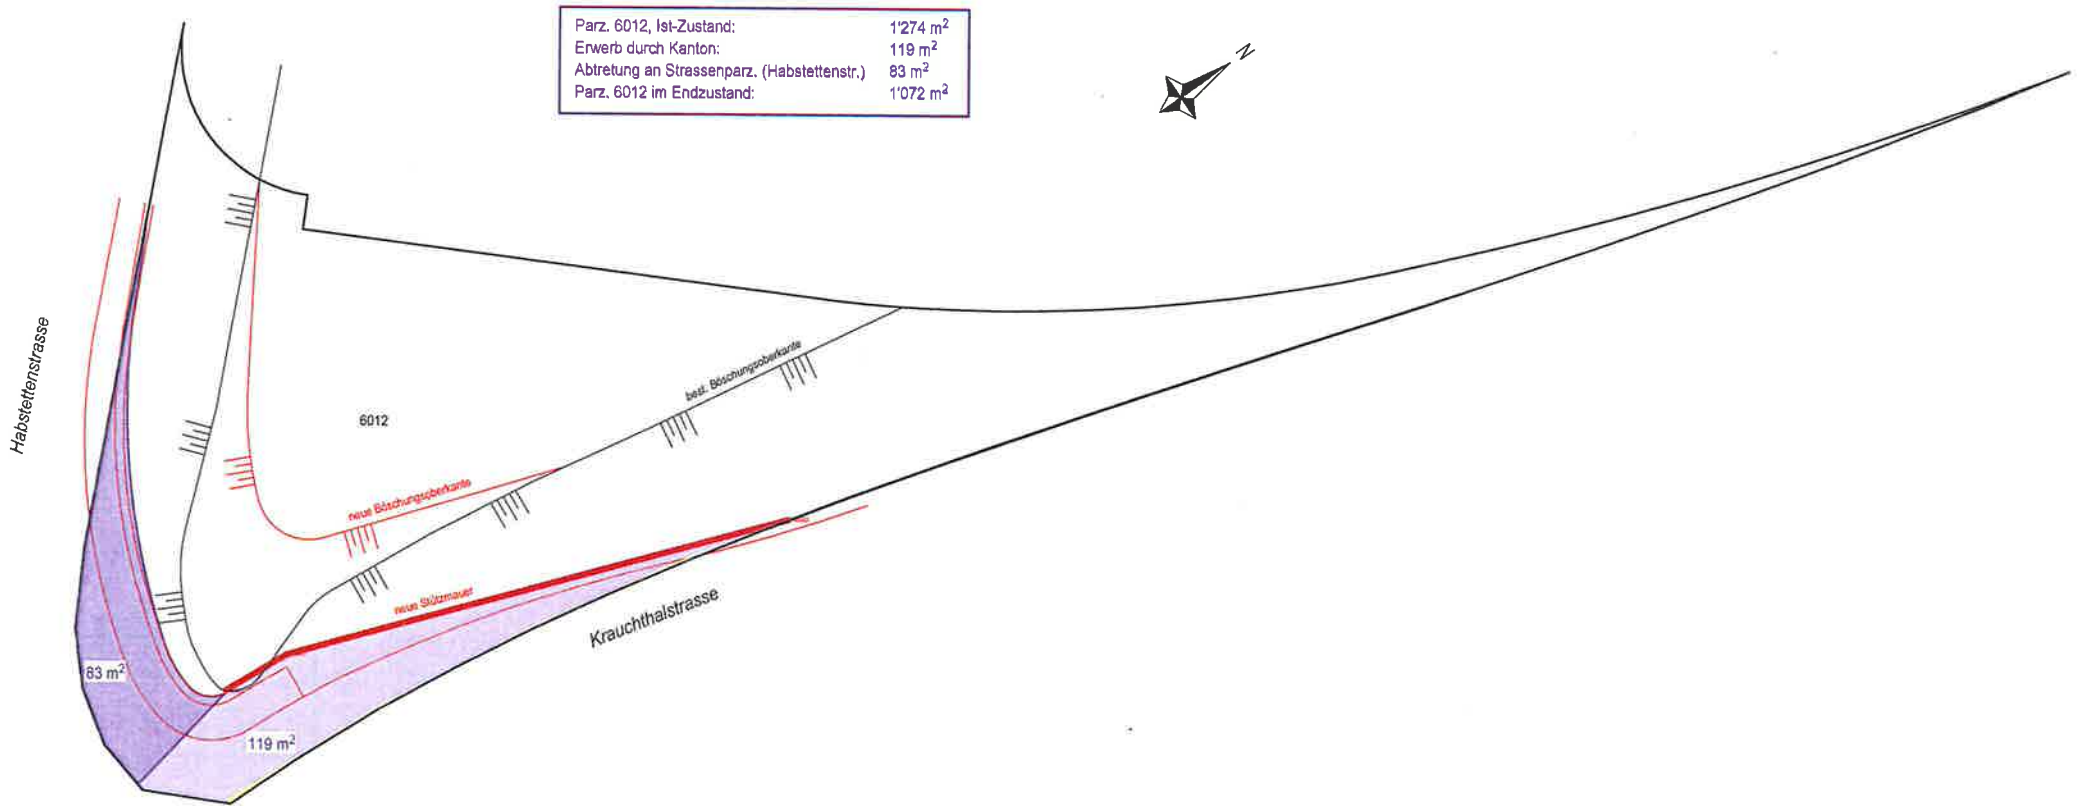 Parz. 6012, Ist-Zustand: 1'274 m²
Erwerb durch Kanton: 119 m²
Abtretung an Strassenparz. (Habstettenstr.) 83 m²
Parz. 6012 im Endzustand: 1'072 m²
N
Habstettenstrasse
best. Böschungsoberkante
6012
neue Böschungsoberkante
neue Stützmauer
Krauchthalstrasse
83 m²
119 m²